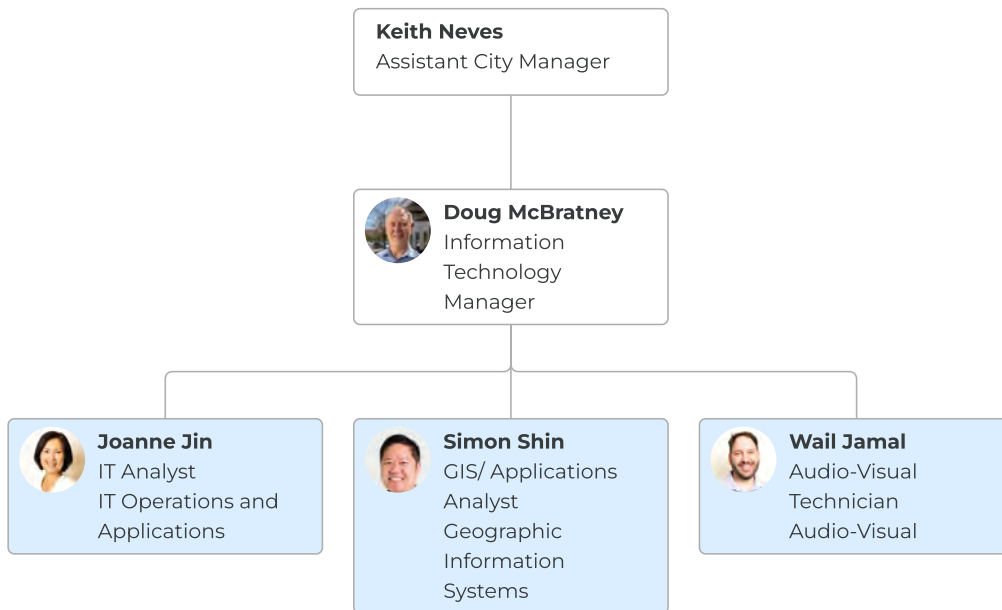 Keith Neves
Assistant City Manager
Doug McBratney
Information
Technology
Manager
Joanne Jin
IT Analyst
IT Operations and
Applications
Simon Shin
GIS/ Applications
Analyst
Geographic
Information
Systems
Wail Jamal
Audio-Visual
Technician
Audio-Visual